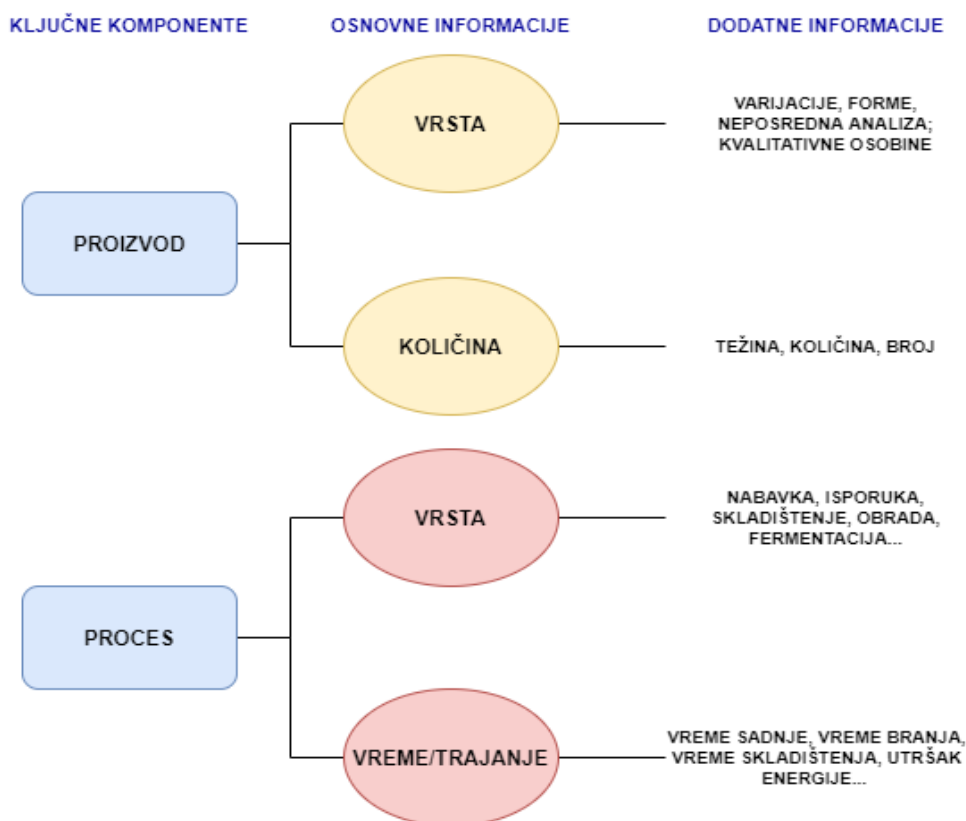 KLJUČNE KOMPONENTE
OSNOVNE INFORMACIJE
DODATNE INFORMACIJE
PROIZVOD
VRSTA
VARIJACIJE, FORME,
NEPOSREDNA ANALIZA;
KVALITATIVNE OSOBINE
KOLIČINA
TEŽINA, KOLIČINA, BROJ
PROCES
VRSTA
NABAVKA, ISPORUKA,
SKLADIŠTENJE, OBRADA,
FERMENTACIJA...
VREME/TRAJANJE
VREME SADNJE, VREME BRANJA,
VREME SKLADIŠTENJA, UTRŠAK
ENERGIJE...